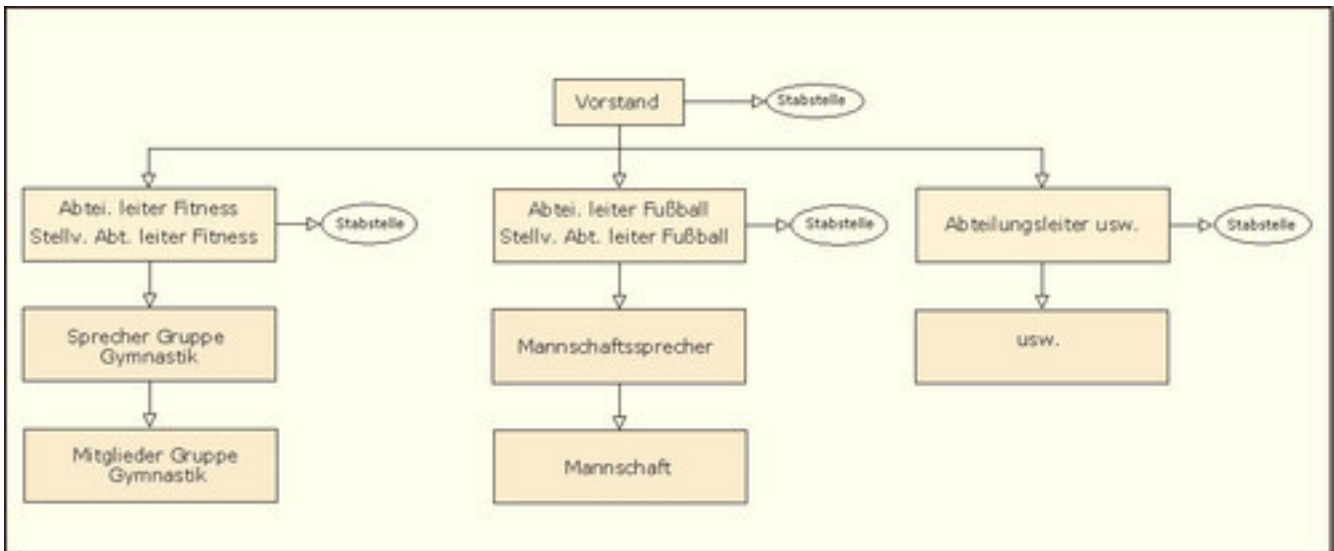 Vorstand
Stabstelle
Abtei. leiter Fitness
Stellv. Abt. leiter Fitness
Stabstelle
Abtei. leiter Fußball
Stellv. Abt. leiter Fußball
Stabstelle
Abteilungsleiter usw.
Stabstelle
Sprecher Gruppe
Gymnastik
Mannschaftssprecher
usw.
Mitglieder Gruppe
Gymnastik
Mannschaft